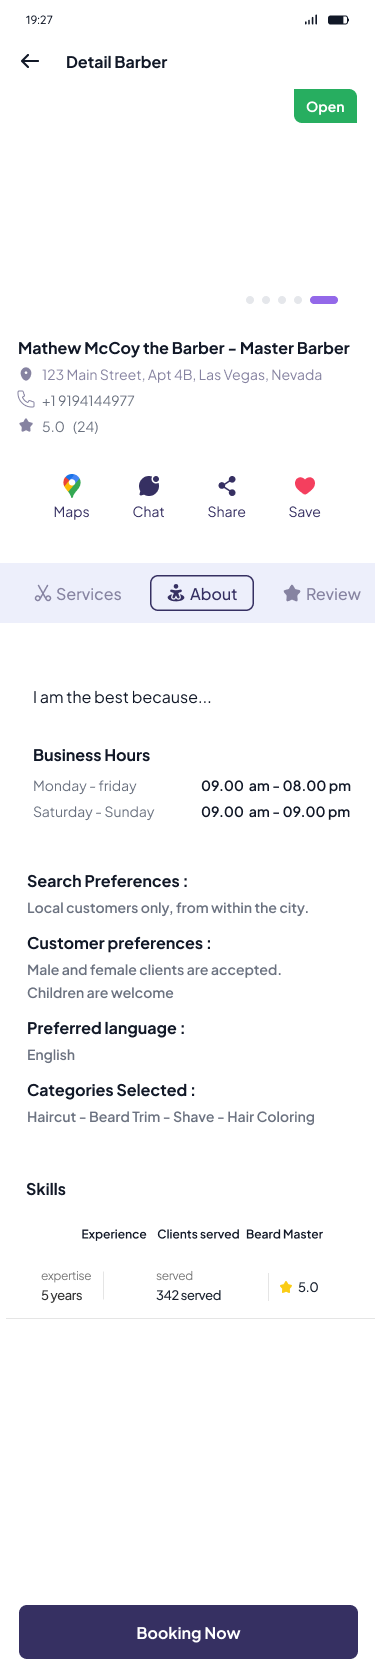 19:27
Detail Barber
Open
Mathew McCoy the Barber - Master Barber
123 Main Street, Apt 4B, Las Vegas, Nevada
+1 9194144977
5.0 (24)
Maps Chat Share Save
Services About Review
I am the best because...
Business Hours
Monday - friday 09.00 am - 08.00 pm
Saturday - Sunday 09.00 am - 09.00 pm
Search Preferences :
Local customers only, from within the city.
Customer preferences :
Male and female clients are accepted.
Children are welcome
Preferred language :
English
Categories Selected :
Haircut - Beard Trim - Shave - Hair Coloring
Skills
Experience Clients served Beard Master
expertise served
5 years 342 served 5.0
Booking Now